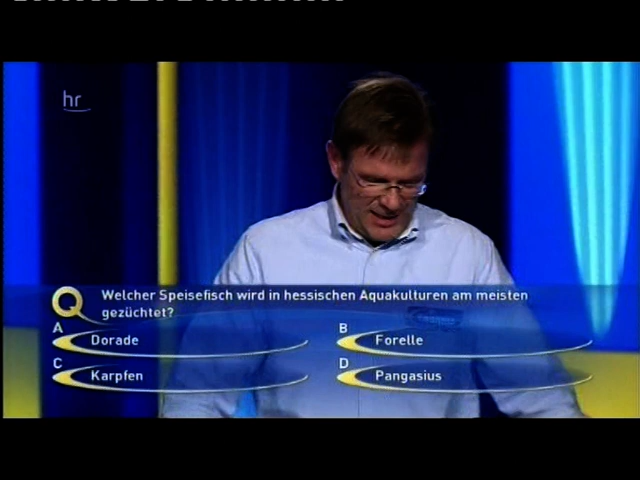 hr
Q Welcher Speisefisch wird in hessischen Aquakulturen am meisten
gezüchtet?
A Dorade
B Forelle
C Karpfen
D Pangasius